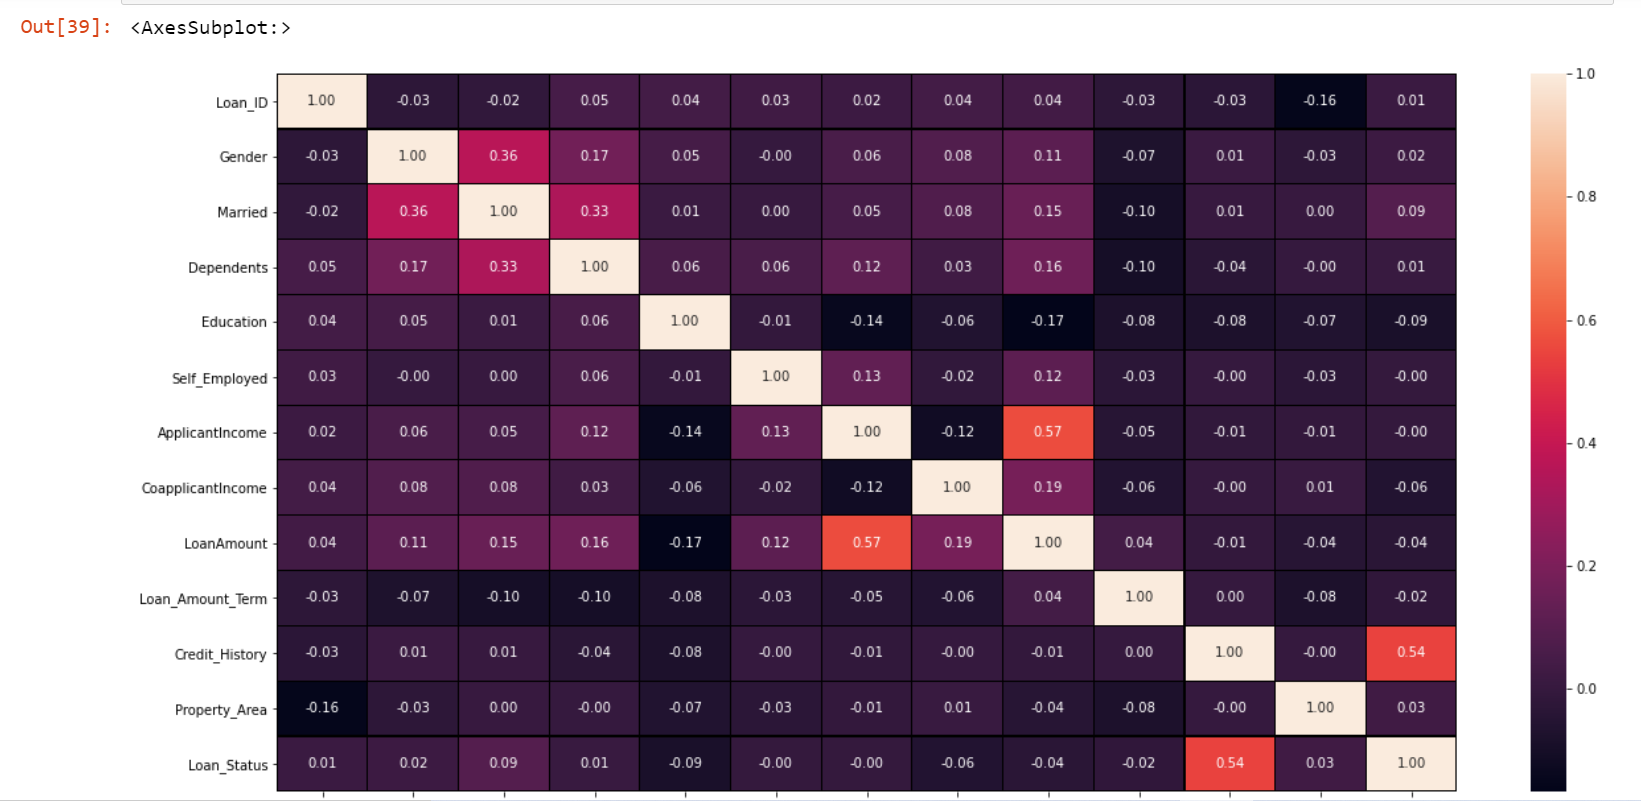 Out[39]: <AxesSubplot:>
Loan_ID 1.00 -0.03 -0.02 0.05 0.04 0.03 0.02 0.04 0.04 -0.03 -0.03 -0.16 0.01
Gender -0.03 1.00 0.36 0.17 0.05 -0.00 0.06 0.08 0.11 -0.07 0.01 -0.03 0.02
Married -0.02 0.36 1.00 0.33 0.01 0.00 0.05 0.08 0.15 -0.10 0.01 0.00 0.09
Dependents 0.05 0.17 0.33 1.00 0.06 0.06 0.12 0.03 0.16 -0.10 -0.04 -0.00 0.01
Education 0.04 0.05 0.01 0.06 1.00 -0.01 -0.14 -0.06 -0.17 -0.08 -0.08 -0.07 -0.09
Self_Employed 0.03 -0.00 0.00 0.06 -0.01 1.00 0.13 -0.02 0.12 -0.03 -0.00 -0.03 -0.00
ApplicantIncome 0.02 0.06 0.05 0.12 -0.14 0.13 1.00 -0.12 0.57 -0.05 -0.01 -0.01 -0.00
CoapplicantIncome 0.04 0.08 0.08 0.03 -0.06 -0.02 -0.12 1.00 0.19 -0.06 -0.00 0.01 -0.06
LoanAmount 0.04 0.11 0.15 0.16 -0.17 0.12 0.57 0.19 1.00 0.04 -0.01 -0.04 -0.04
Loan_Amount_Term -0.03 -0.07 -0.10 -0.10 -0.08 -0.03 -0.05 -0.06 0.04 1.00 0.00 -0.08 -0.02
Credit_History -0.03 0.01 0.01 -0.04 -0.08 -0.00 -0.01 -0.00 -0.01 0.00 1.00 -0.00 0.54
Property_Area -0.16 -0.03 0.00 -0.00 -0.07 -0.03 -0.01 0.01 -0.04 -0.08 -0.00 1.00 0.03
Loan_Status 0.01 0.02 0.09 0.01 -0.09 -0.00 -0.00 -0.06 -0.04 -0.02 0.54 0.03 1.00
1.0
0.8
0.6
0.4
0.2
0.0